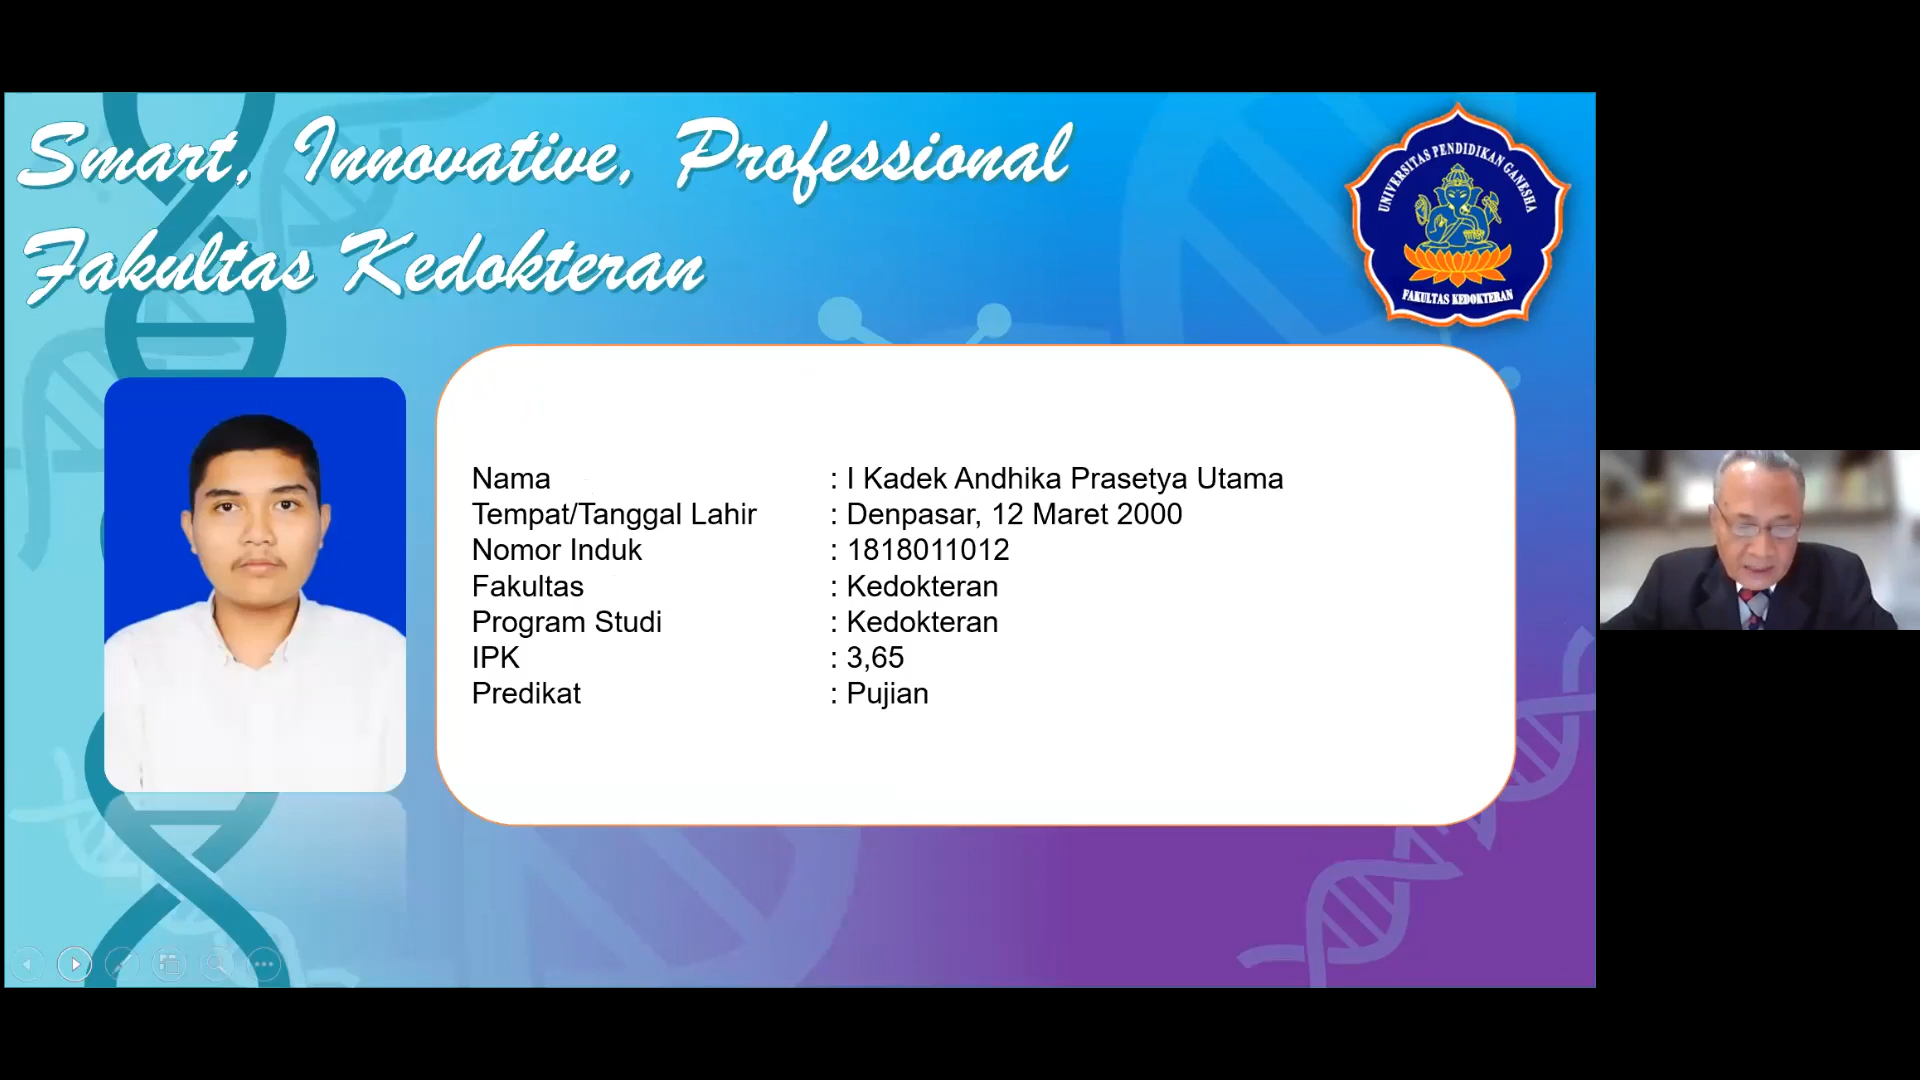 Smart, Innovative, Professional
Fakultas Kedokteran
UNIVERSITAS PENDIDIKAN GANESHA
FAKULTAS KEDOKTERAN
Nama : I Kadek Andhika Prasetya Utama
Tempat/Tanggal Lahir : Denpasar, 12 Maret 2000
Nomor Induk : 1818011012
Fakultas : Kedokteran
Program Studi : Kedokteran
IPK : 3,65
Predikat : Pujian